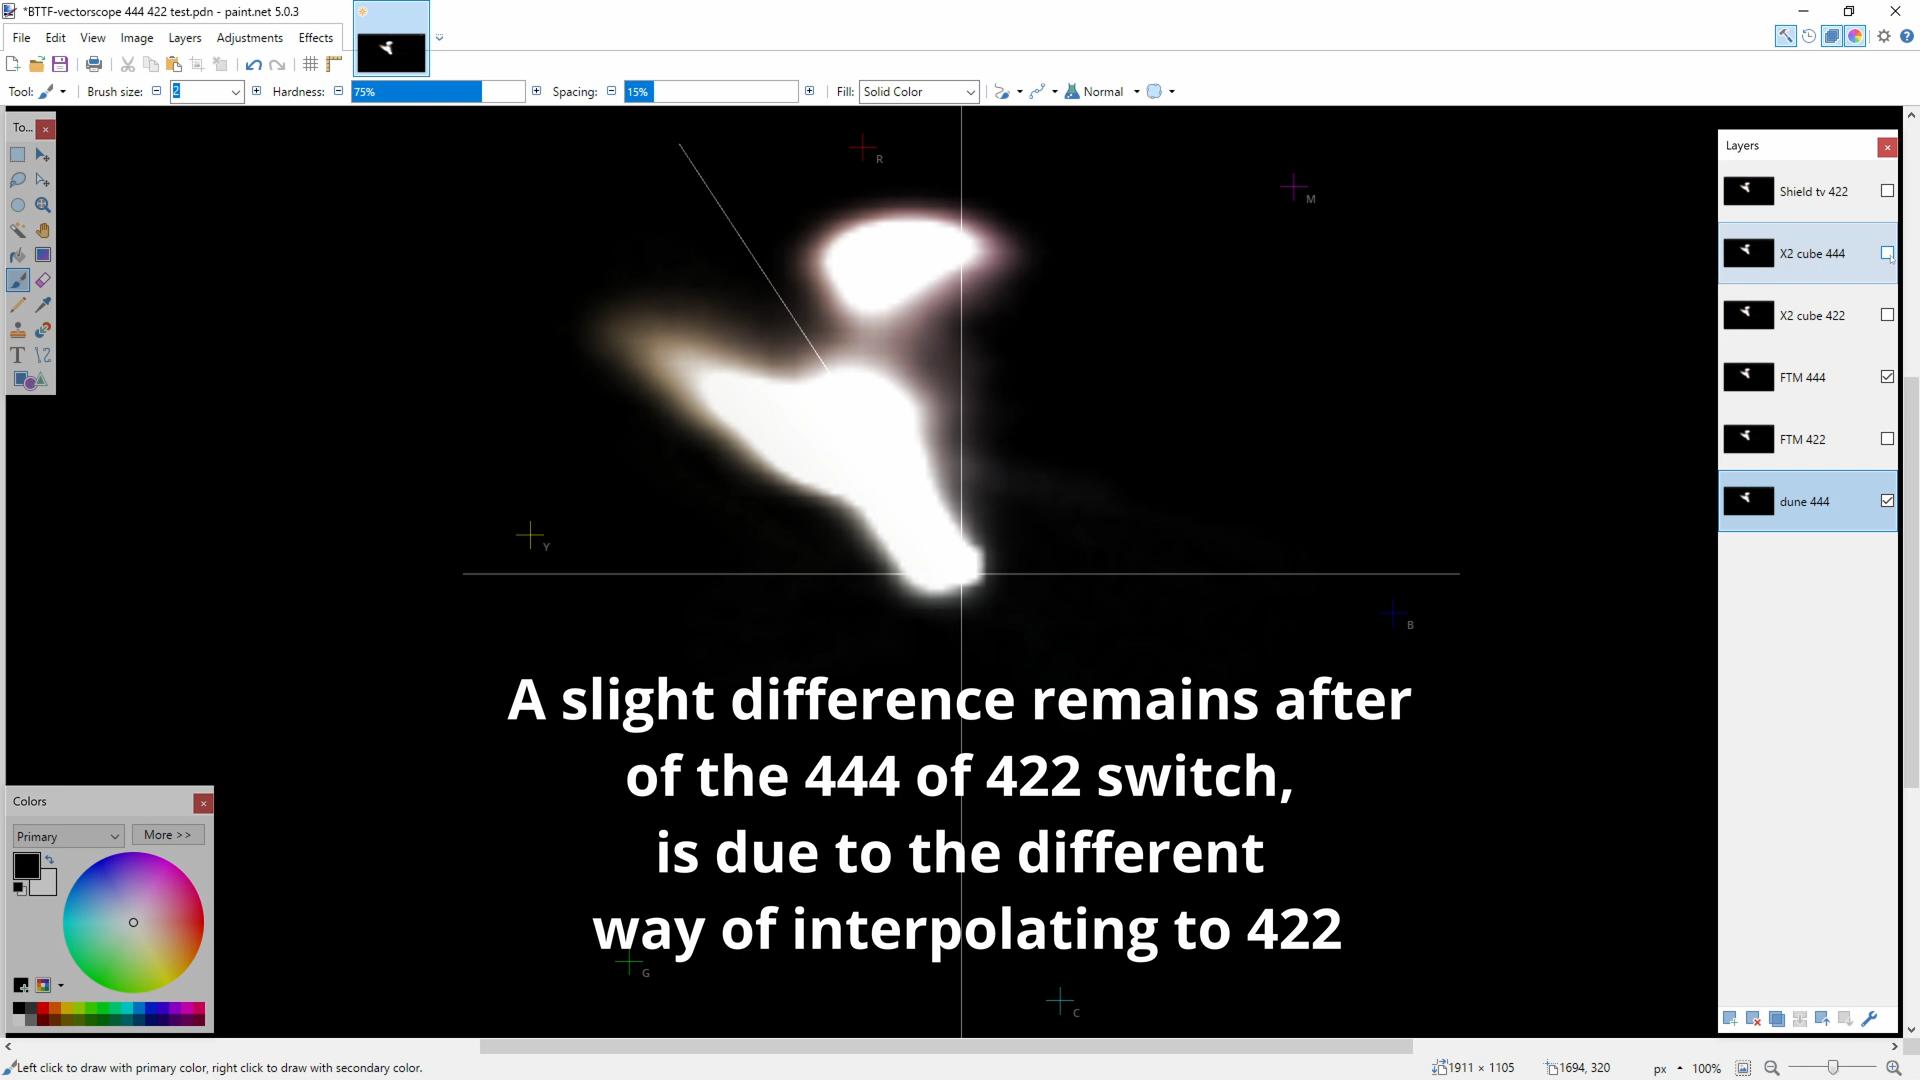 *BTTF-vectorscope 444 422 test.pdn - paint.net 5.0.3
File Edit View Image Layers Adjustments Effects
Tool: Brush size: 2 Hardness: 75% Spacing: 15% Fill: Solid Color Normal
To...
R
M
Y
B
G
C
Layers
Shield tv 422
X2 cube 444
X2 cube 422
FTM 444
FTM 422
dune 444
A slight difference remains after
of the 444 of 422 switch,
is due to the different
way of interpolating to 422
Colors
Primary More >>
Left click to draw with primary color, right click to draw with secondary color.
1911 × 1105 1694, 320 px 100%